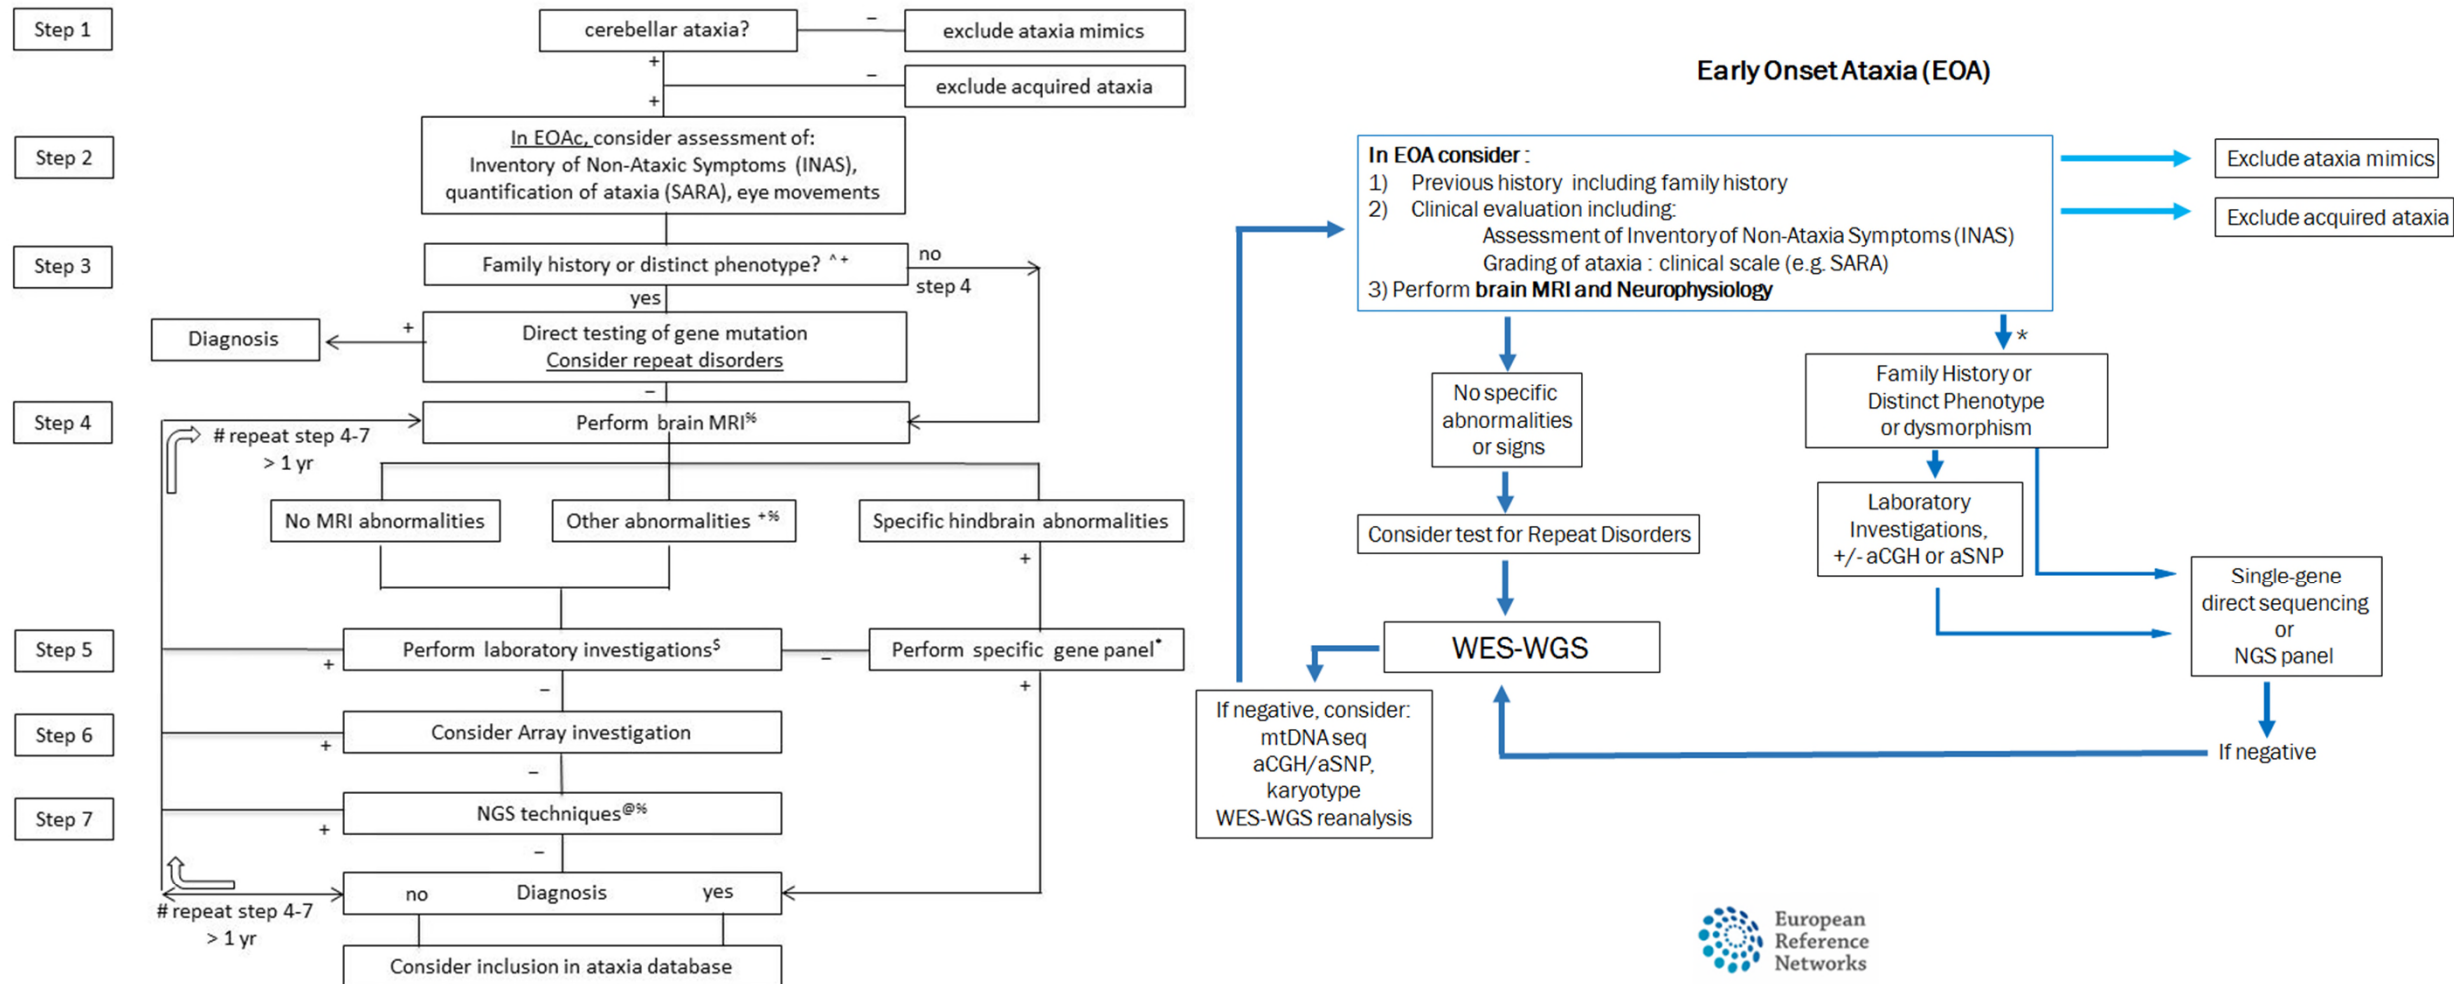 Step 1
cerebellar ataxia?
−
exclude ataxia mimics
+
−
exclude acquired ataxia
+
Step 2
In EOAc, consider assessment of:
Inventory of Non-Ataxic Symptoms (INAS),
quantification of ataxia (SARA), eye movements
Step 3
Family history or distinct phenotype? ^ +
no
step 4
yes
Diagnosis
+
Direct testing of gene mutation
Consider repeat disorders
−
Step 4
Perform brain MRI%
# repeat step 4-7
> 1 yr
No MRI abnormalities
Other abnormalities +%
Specific hindbrain abnormalities
+
Step 5
Perform laboratory investigations$
−
Perform specific gene panel*
+
−
+
Step 6
Consider Array investigation
+
−
Step 7
NGS techniques@%
+
−
no Diagnosis yes
# repeat step 4-7
> 1 yr
Consider inclusion in ataxia database
Early Onset Ataxia (EOA)
In EOA consider :
1) Previous history including family history
2) Clinical evaluation including:
Assessment of Inventory of Non-Ataxia Symptoms (INAS)
Grading of ataxia : clinical scale (e.g. SARA)
3) Perform brain MRI and Neurophysiology
Exclude ataxia mimics
Exclude acquired ataxia
*
No specific
abnormalities
or signs
Family History or
Distinct Phenotype
or dysmorphism
Consider test for Repeat Disorders
Laboratory
Investigations,
+/- aCGH or aSNP
Single-gene
direct sequencing
or
NGS panel
WES-WGS
If negative
If negative, consider:
mtDNA seq
aCGH/aSNP,
karyotype
WES-WGS reanalysis
European
Reference
Networks